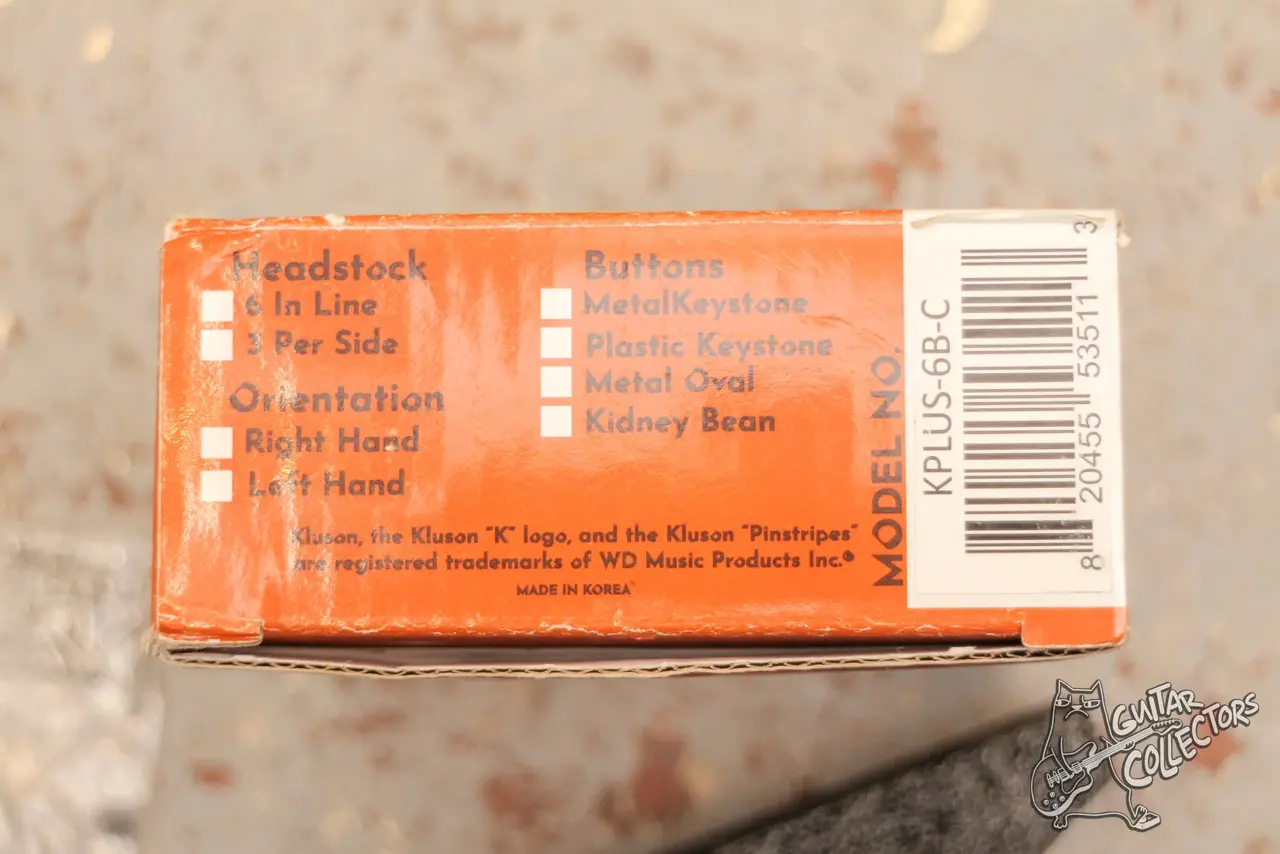 Headstock
6 In Line
3 Per Side
Orientation
Right Hand
Left Hand
Buttons
MetalKeystone
Plastic Keystone
Metal Oval
Kidney Bean
Kluson, the Kluson "K" logo, and the Kluson "Pinstripes"
are registered trademarks of WD Music Products Inc.®
MADE IN KOREA
MODEL NO.
KPLUS-6B-C
8 20455 53511 3
GUITAR
COLLECTORS